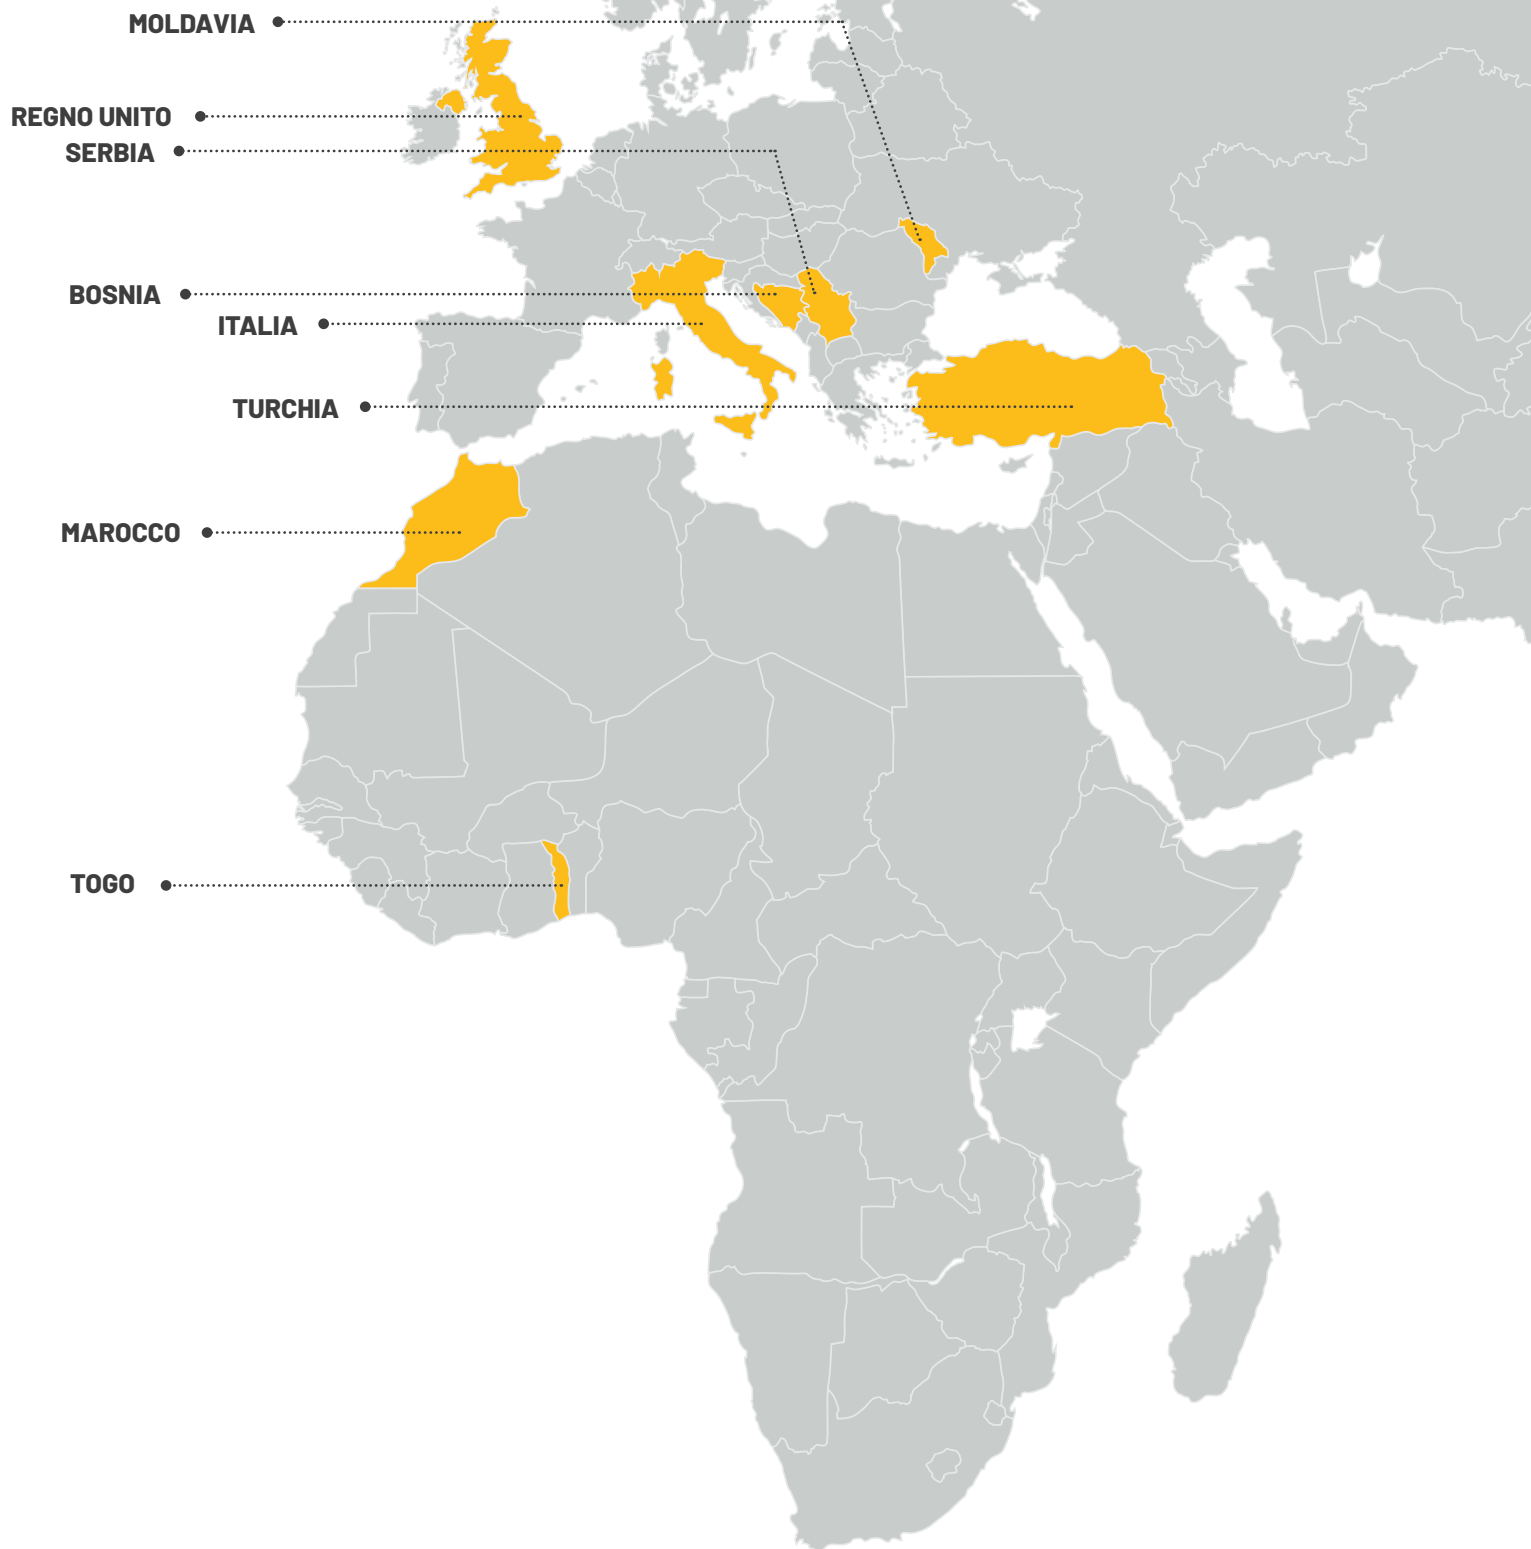 MOLDAVIA
REGNO UNITO
SERBIA
BOSNIA
ITALIA
TURCHIA
MAROCCO
TOGO